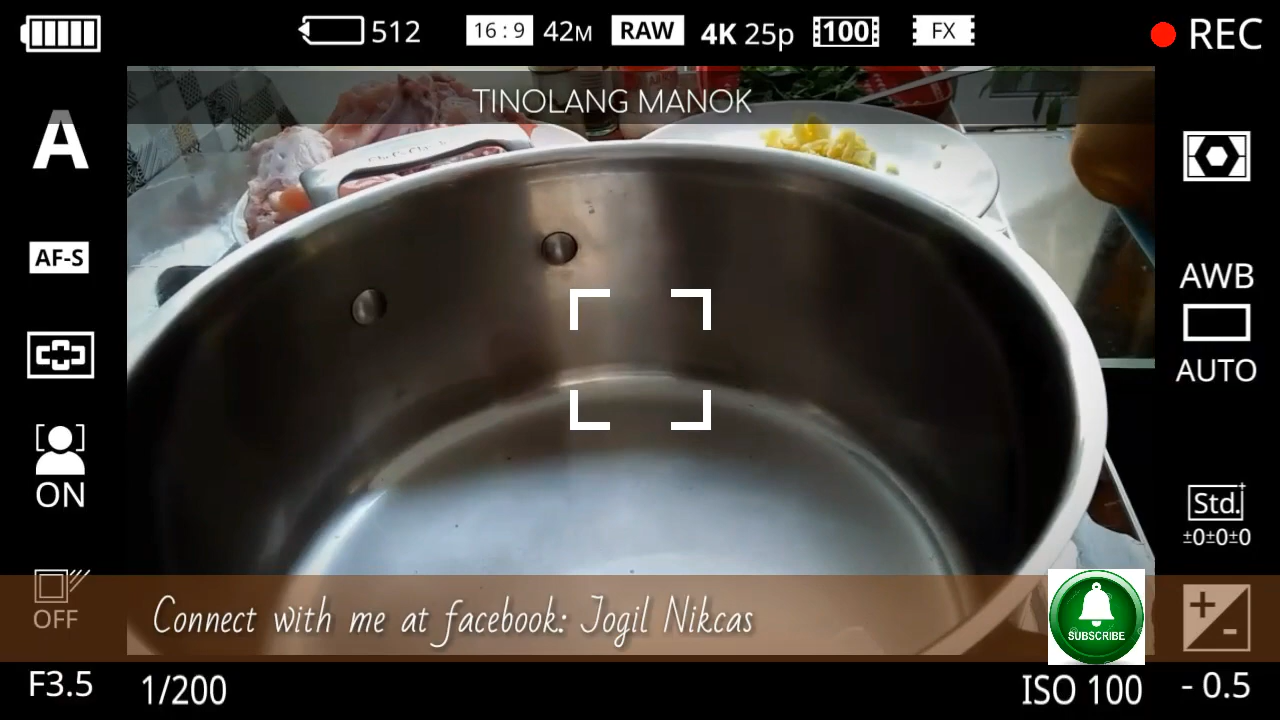 512
16 : 9
42M
RAW
4K 25p
100
FX
REC
A
TINOLANG MANOK
AF-S
AWB
AUTO
ON
Std.
±0±0±0
OFF
Connect with me at facebook: Jogil Nikcas
SUBSCRIBE
F3.5
1/200
ISO 100
- 0.5